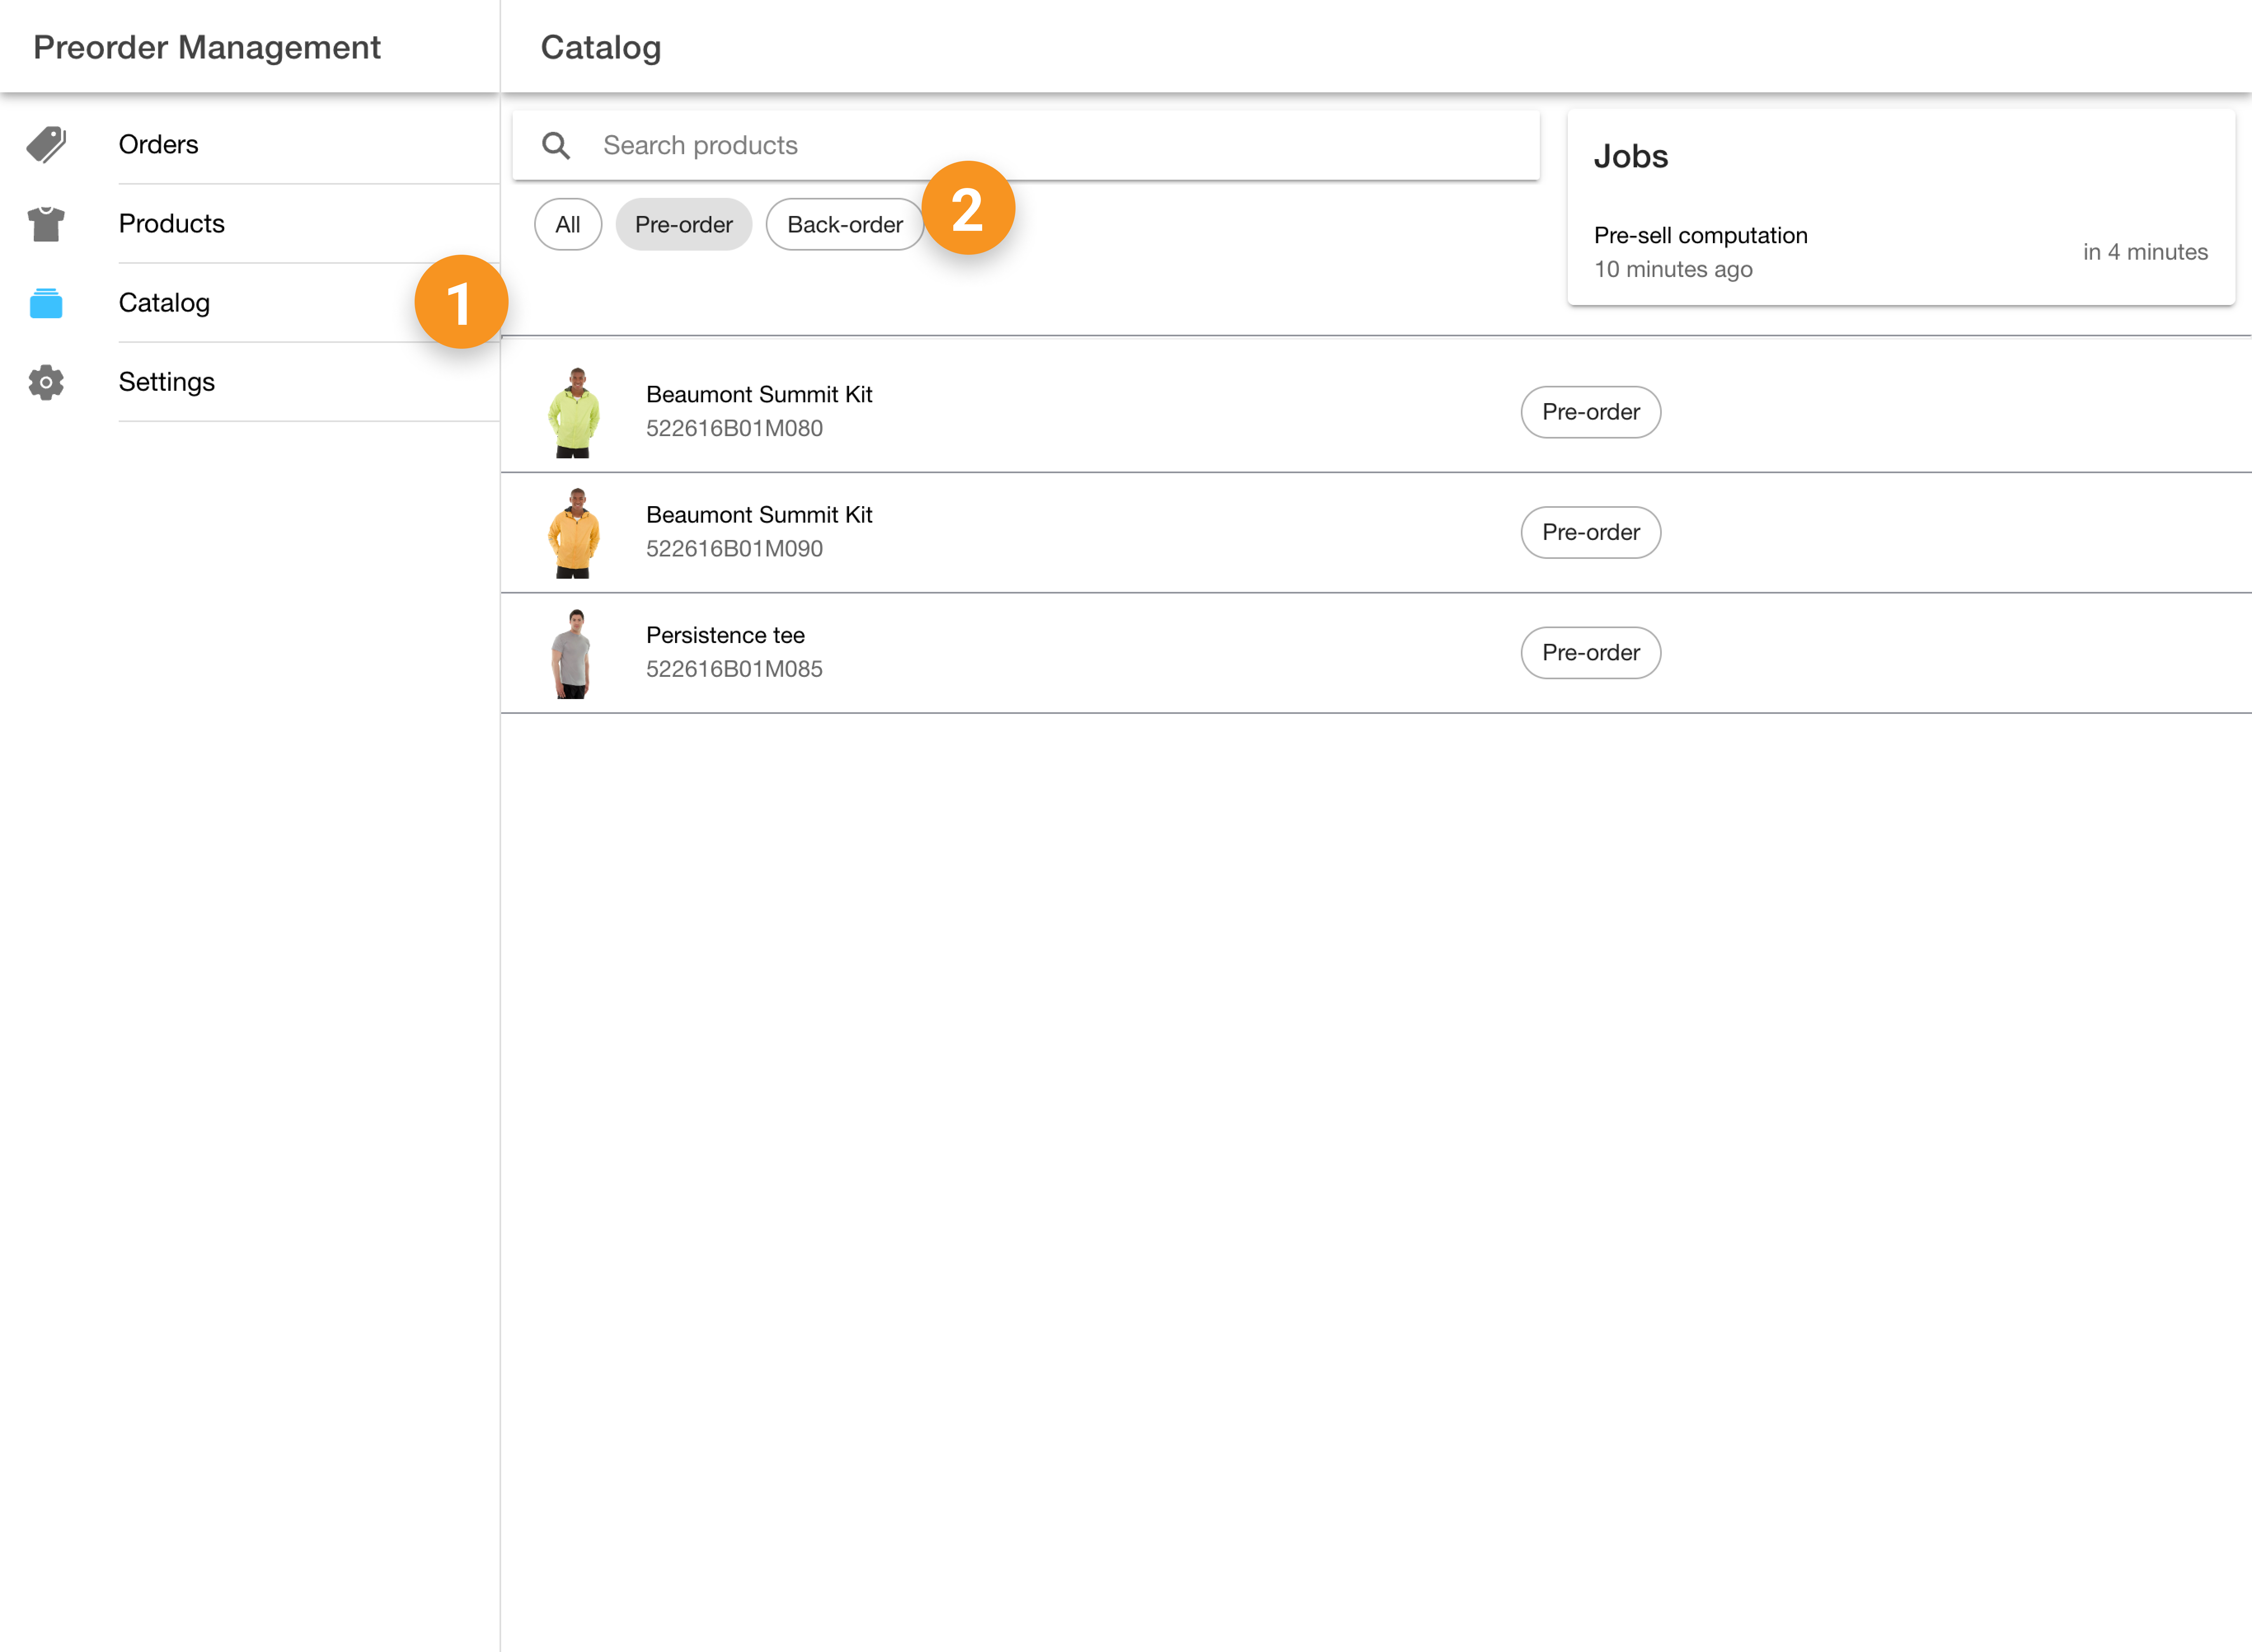 Preorder Management
Orders
Products
Catalog
1
Settings
Catalog
Search products
All
Pre-order
Back-order
2
Jobs
Pre-sell computation
10 minutes ago
in 4 minutes
Beaumont Summit Kit
522616B01M080
Pre-order
Beaumont Summit Kit
522616B01M090
Pre-order
Persistence tee
522616B01M085
Pre-order